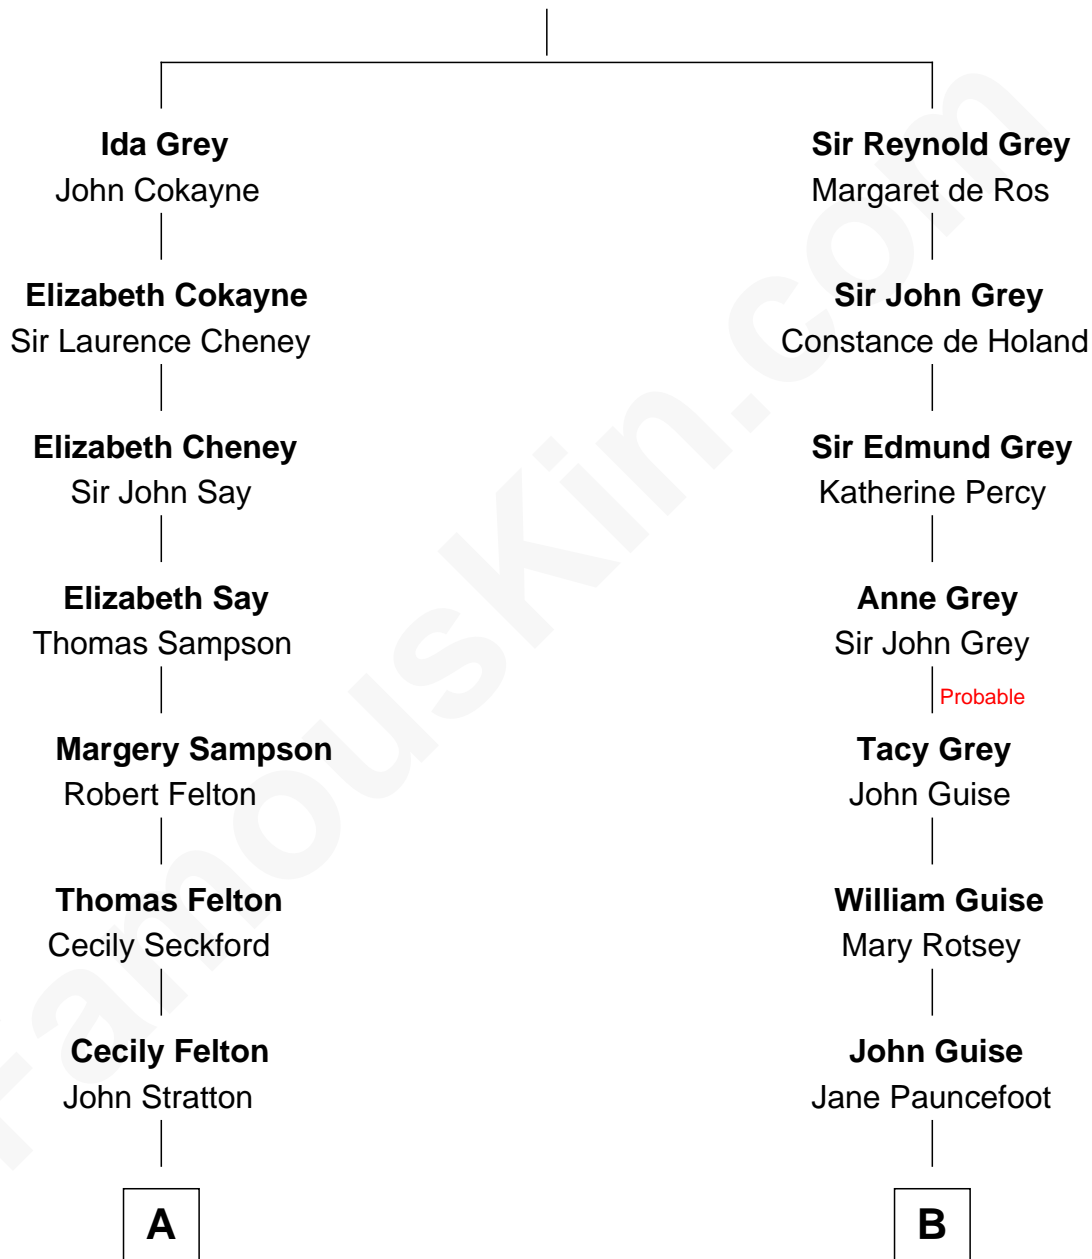 Ida Grey
John Cokayne
Sir Reynold Grey
Margaret de Ros
Elizabeth Cokayne
Sir Laurence Cheney
Sir John Grey
Constance de Holand
Elizabeth Cheney
Sir John Say
Sir Edmund Grey
Katherine Percy
Elizabeth Say
Thomas Sampson
Anne Grey
Sir John Grey
Probable
Margery Sampson
Robert Felton
Tacy Grey
John Guise
Thomas Felton
Cecily Seckford
William Guise
Mary Rotsey
Cecily Felton
John Stratton
John Guise
Jane Pauncefoot
A
B
FamousKin.com